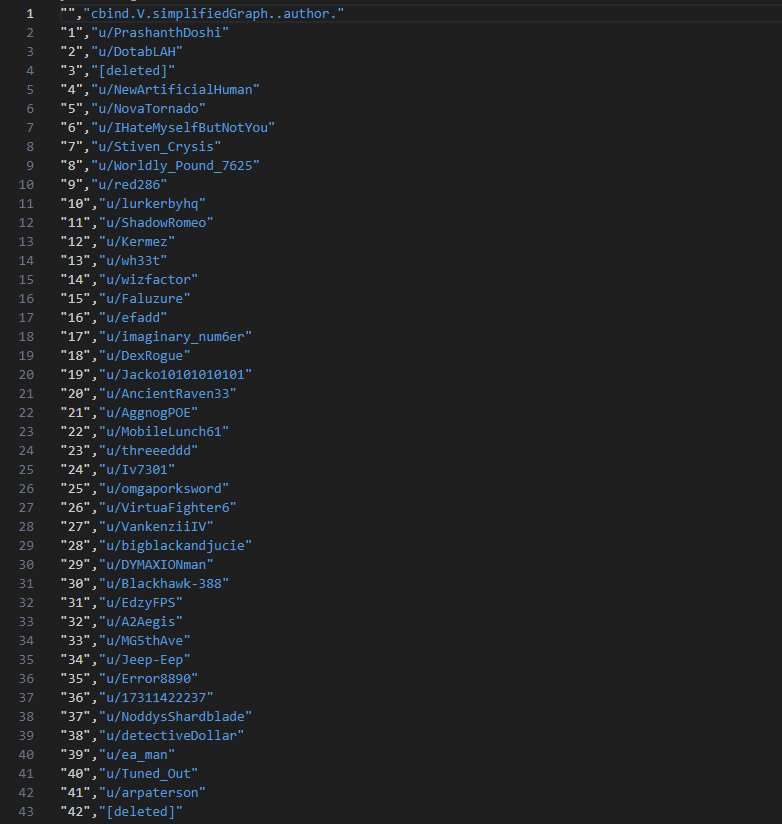 1 "","cbind.V.simplifiedGraph..author."
2 "1","u/PrashanthDoshi"
3 "2","u/DotabLAH"
4 "3","[deleted]"
5 "4","u/NewArtificialHuman"
6 "5","u/NovaTornado"
7 "6","u/IHateMyselfButNotYou"
8 "7","u/Stiven_Crysis"
9 "8","u/Worldly_Pound_7625"
10 "9","u/red286"
11 "10","u/lurkerbyhq"
12 "11","u/ShadowRomeo"
13 "12","u/Kermez"
14 "13","u/wh33t"
15 "14","u/wizfactor"
16 "15","u/Faluzure"
17 "16","u/efadd"
18 "17","u/imaginary_num6er"
19 "18","u/DexRogue"
20 "19","u/Jacko10101010101"
21 "20","u/AncientRaven33"
22 "21","u/AggnogPOE"
23 "22","u/MobileLunch61"
24 "23","u/threeeddd"
25 "24","u/Iv7301"
26 "25","u/omgaporksword"
27 "26","u/VirtuaFighter6"
28 "27","u/VankenziiIV"
29 "28","u/bigblackandjucie"
30 "29","u/DYMAXIONman"
31 "30","u/Blackhawk-388"
32 "31","u/EdzyFPS"
33 "32","u/A2Aegis"
34 "33","u/MG5thAve"
35 "34","u/Jeep-Eep"
36 "35","u/Error8890"
37 "36","u/17311422237"
38 "37","u/NoddysShardblade"
39 "38","u/detectiveDollar"
40 "39","u/ea_man"
41 "40","u/Tuned_Out"
42 "41","u/arpaterson"
43 "42","[deleted]"